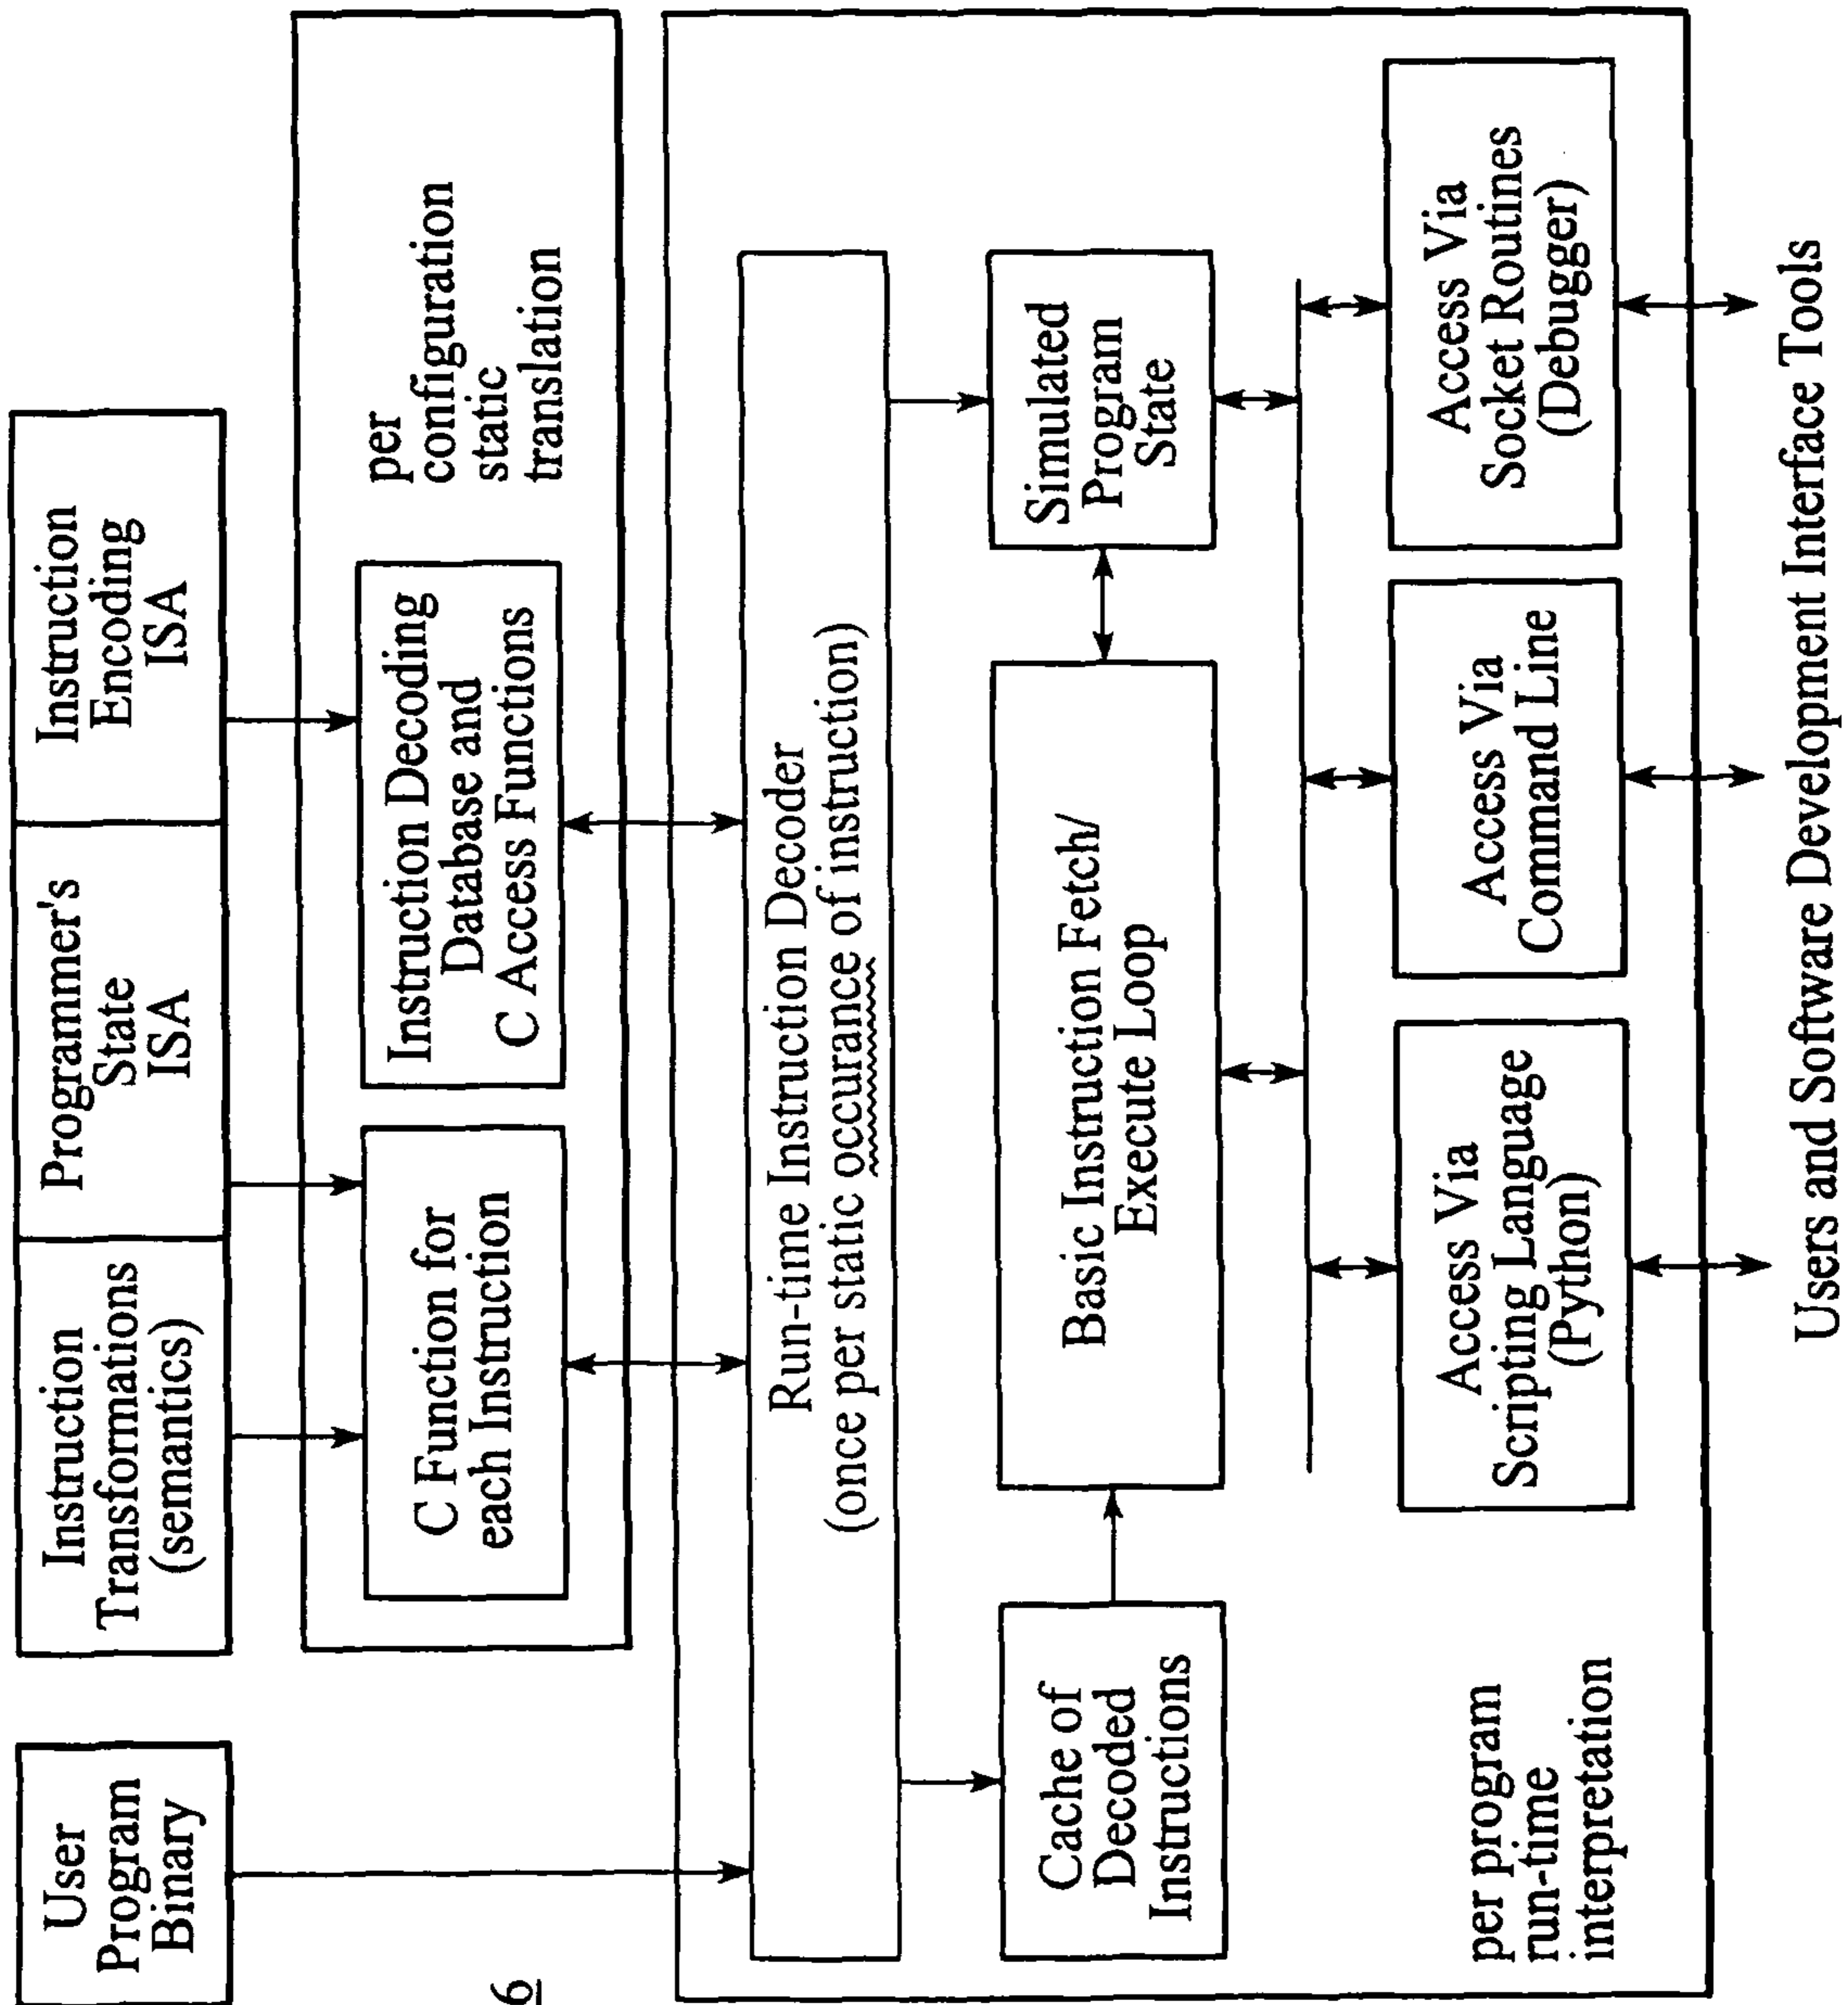 User
Program
Binary
Instruction
Transformations
(semantics)
Programmer's
State
ISA
Instruction
Encoding
ISA
C Function for
each Instruction
Instruction Decoding
Database and
C Access Functions
per
configuration
static
translation
6
Run-time Instruction Decoder
(once per static occurance of instruction)
Cache of
Decoded
Instructions
Basic Instruction Fetch/
Execute Loop
Simulated
Program
State
per program
run-time
interpretation
Access Via
Scripting Language
(Python)
Access Via
Command Line
Access Via
Socket Routines
(Debugger)
Users and Software Development Interface Tools